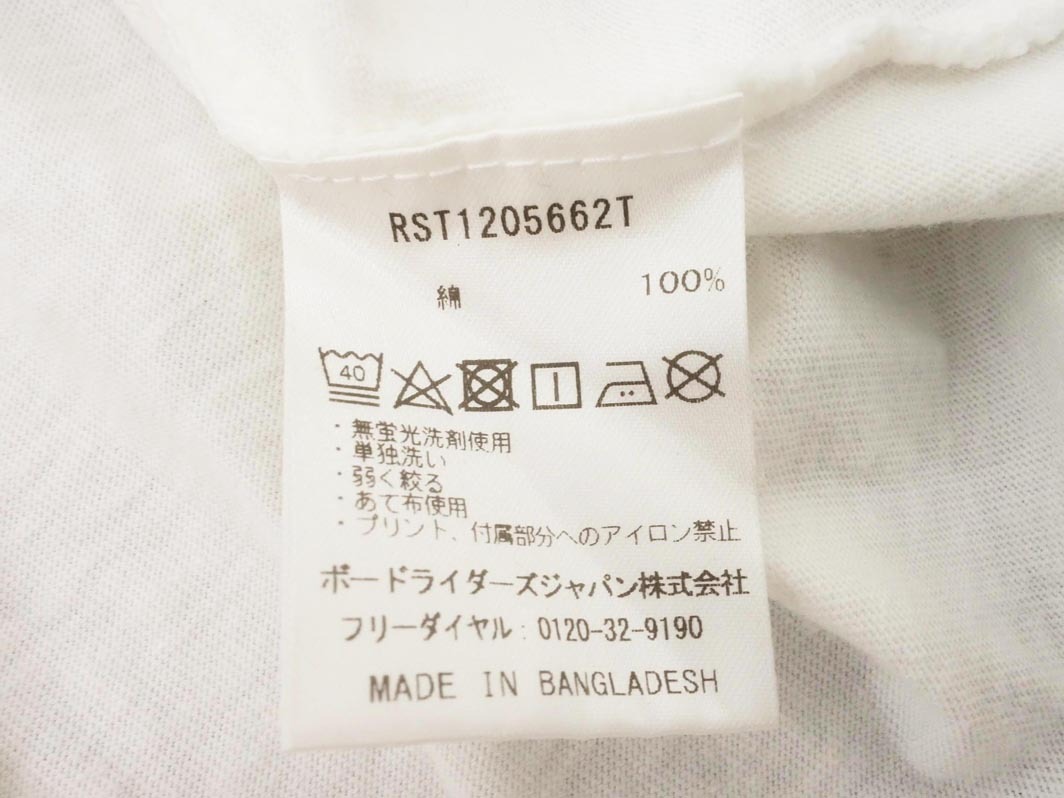 RST1205662T
綿 100%
40
・無蛍光洗剤使用
・単独洗い
・弱く絞る
・あて布使用
・プリント、付属部分へのアイロン禁止
ボードライダーズジャパン株式会社
フリーダイヤル:0120-32-9190
MADE IN BANGLADESH